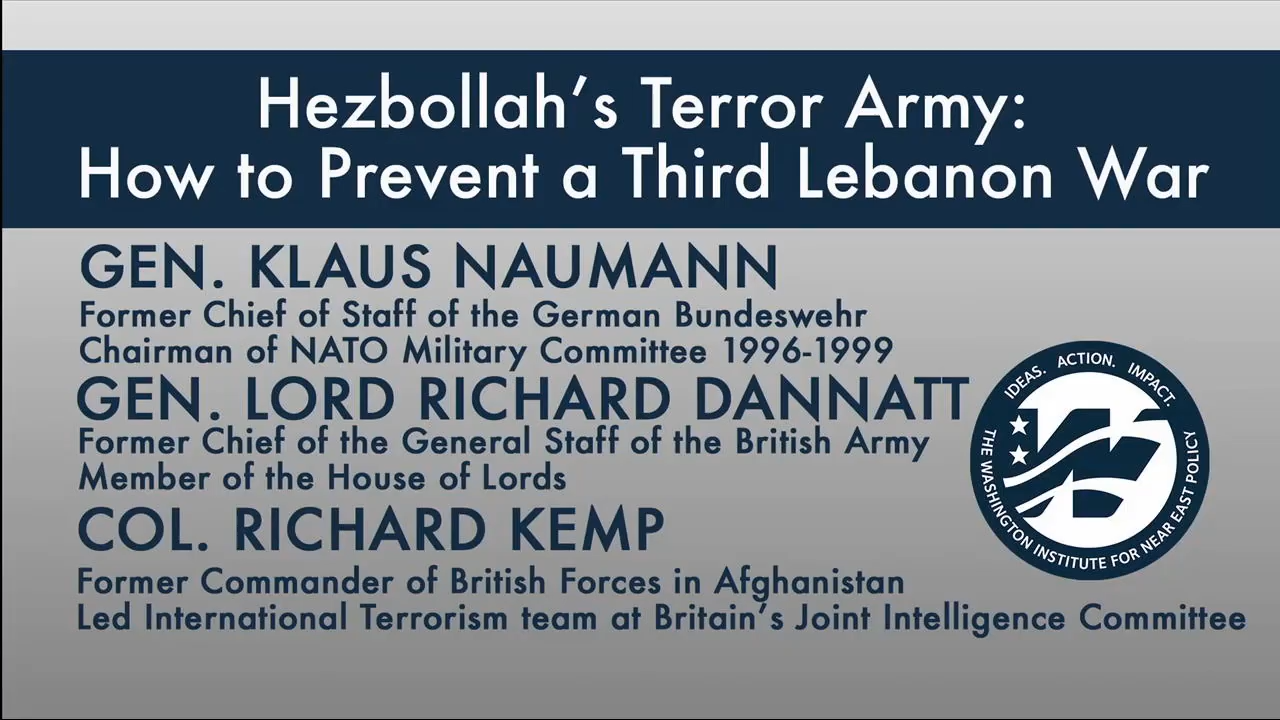 Hezbollah’s Terror Army:
How to Prevent a Third Lebanon War
GEN. KLAUS NAUMANN
Former Chief of Staff of the German Bundeswehr
Chairman of NATO Military Committee 1996-1999
GEN. LORD RICHARD DANNATT
Former Chief of the General Staff of the British Army
Member of the House of Lords
COL. RICHARD KEMP
Former Commander of British Forces in Afghanistan
Led International Terrorism team at Britain’s Joint Intelligence Committee
IDEAS. ACTION. IMPACT.
THE WASHINGTON INSTITUTE FOR NEAR EAST POLICY